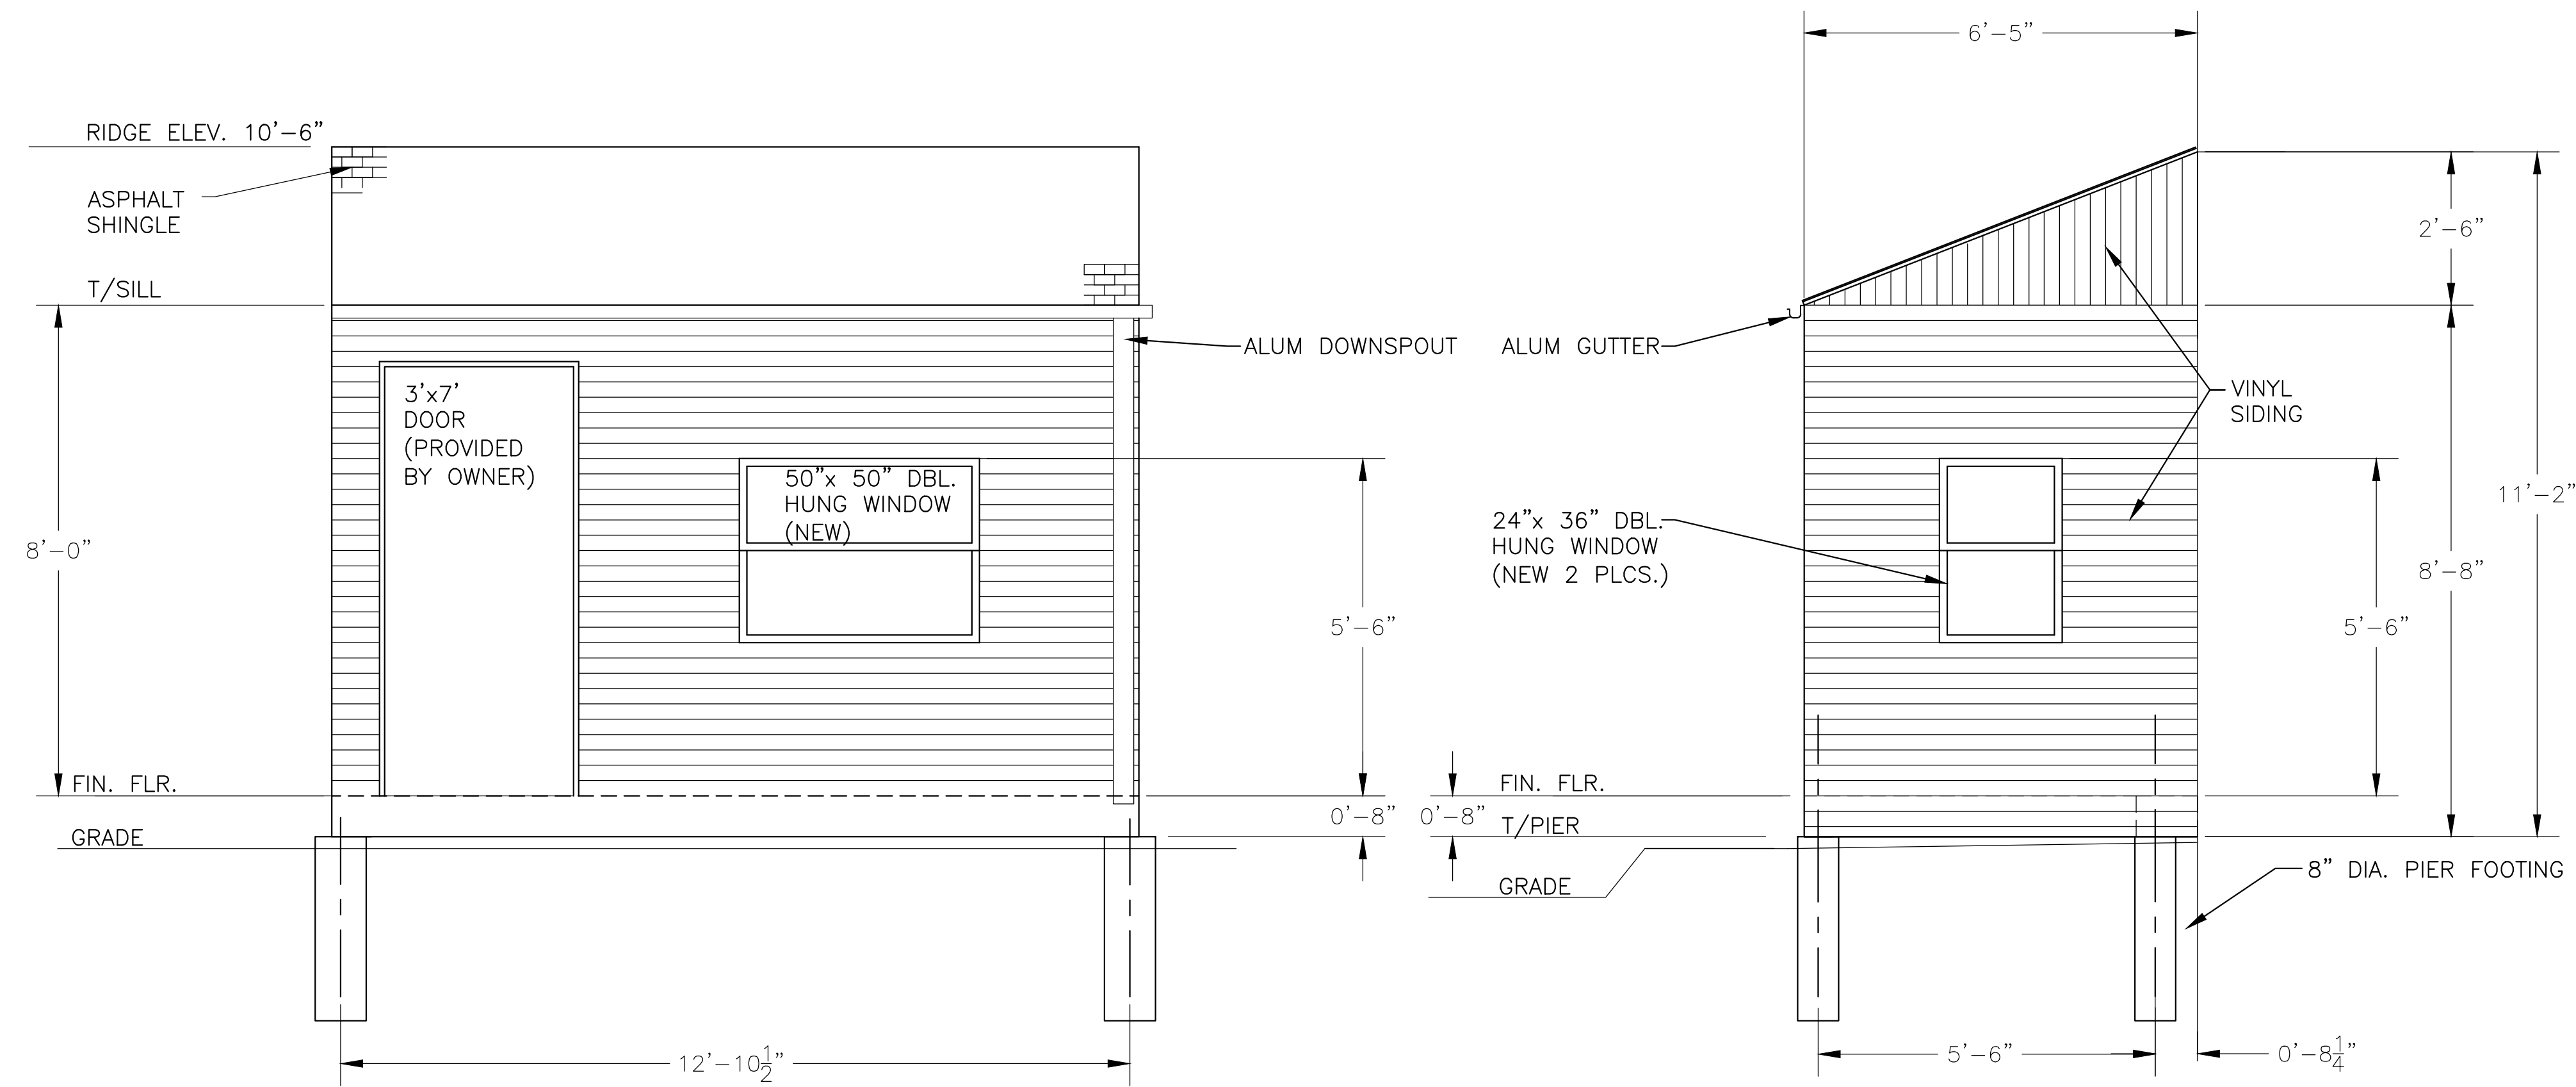 RIDGE ELEV. 10'-6"
ASPHALT
SHINGLE
T/SILL
8'-0"
FIN. FLR.
GRADE
3'x7'
DOOR
(PROVIDED
BY OWNER)
50"x 50" DBL.
HUNG WINDOW
(NEW)
ALUM DOWNSPOUT
5'-6"
0'-8"
12'-10 1/2"
6'-5"
ALUM GUTTER
24"x 36" DBL.
HUNG WINDOW
(NEW 2 PLCS.)
0'-8"
FIN. FLR.
T/PIER
GRADE
VINYL
SIDING
2'-6"
11'-2"
8'-8"
5'-6"
8" DIA. PIER FOOTING
5'-6"
0'-8 1/4"